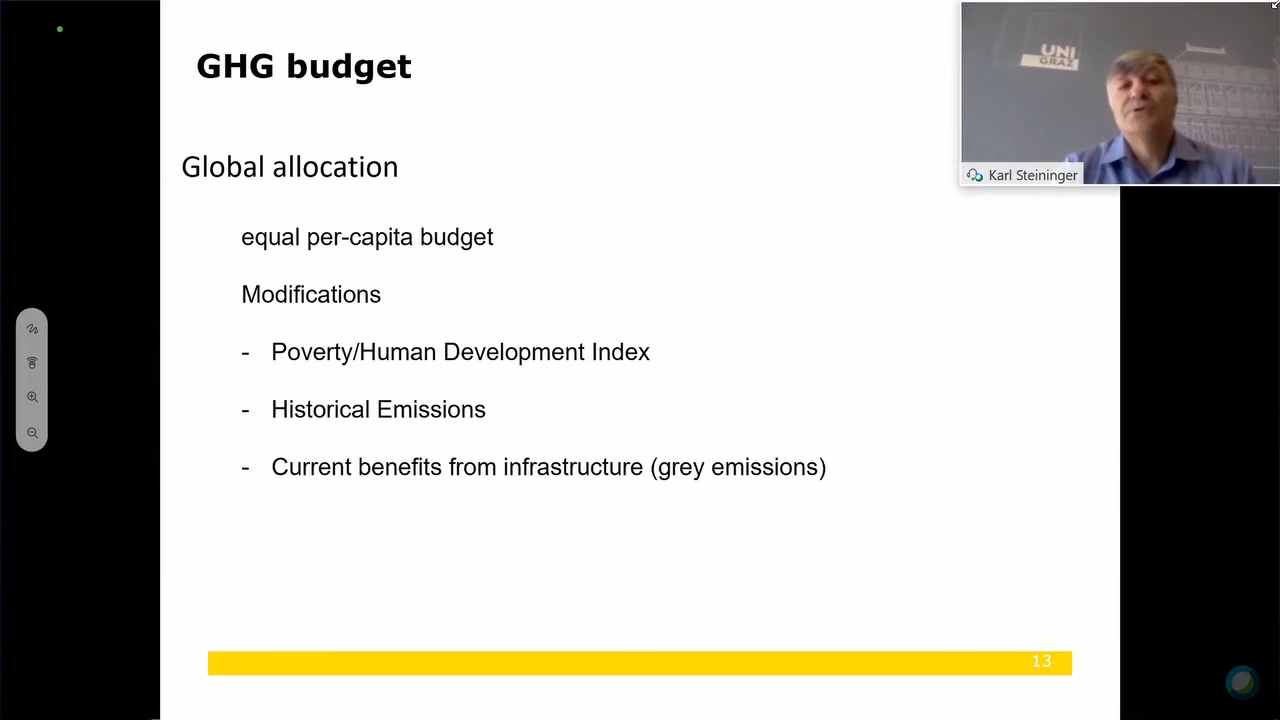 GHG budget
UNI
GRAZ
Karl Steininger
Global allocation
equal per-capita budget
Modifications
- Poverty/Human Development Index
- Historical Emissions
- Current benefits from infrastructure (grey emissions)
13